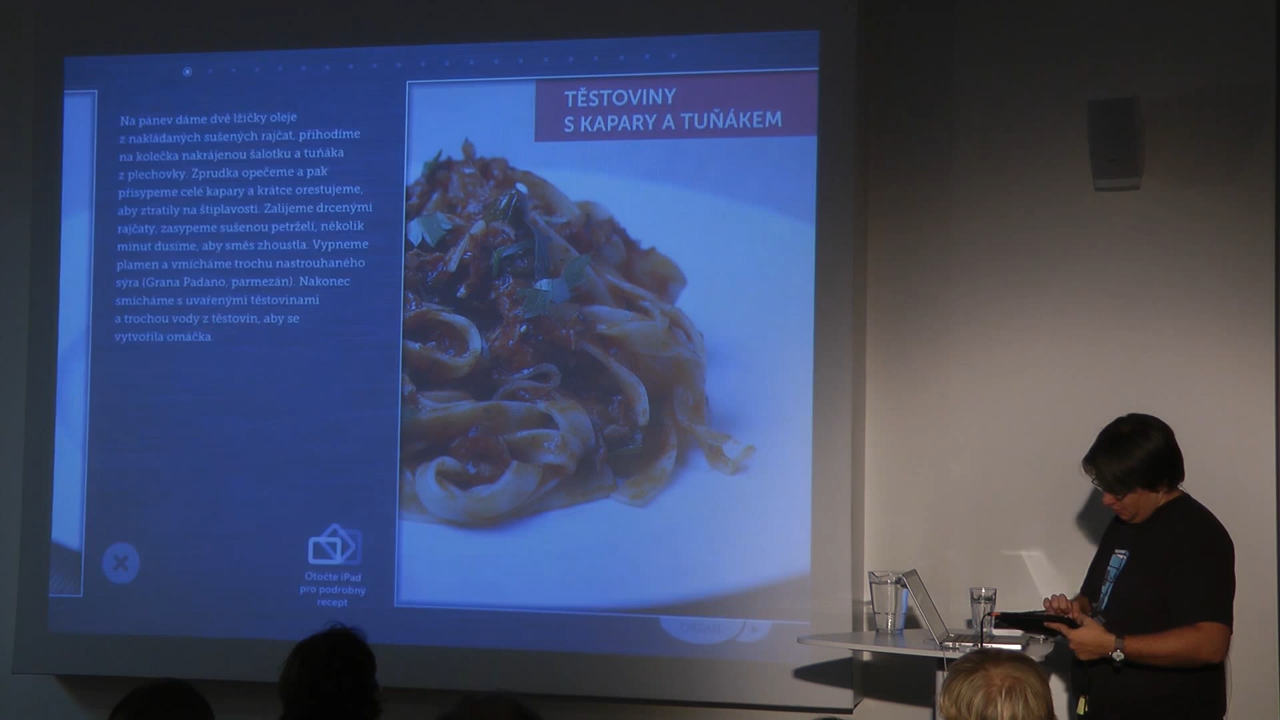 Na pánev dáme dvě lžičky oleje
z nakládaných sušených rajčat, přihodíme
na kolečka nakrájenou šalotku a tuňáka
z plechovky. Zprudka opečeme a pak
přisypeme celé kapary a krátce orestujeme,
aby ztratily na štiplavosti. Zalijeme drcenými
rajčaty, zasypeme sušenou petrželí, několik
minut dusíme, aby směs zhoustla. Vypneme
plamen a vmícháme trochu nastrouhaného
sýra (Grana Padano, parmezán). Nakonec
smícháme s uvařenými těstovinami
a trochou vody z těstovin, aby se
vytvořila omáčka.
Otočte iPad
pro podrobný
recept
TĚSTOVINY
S KAPARY A TUŇÁKEM